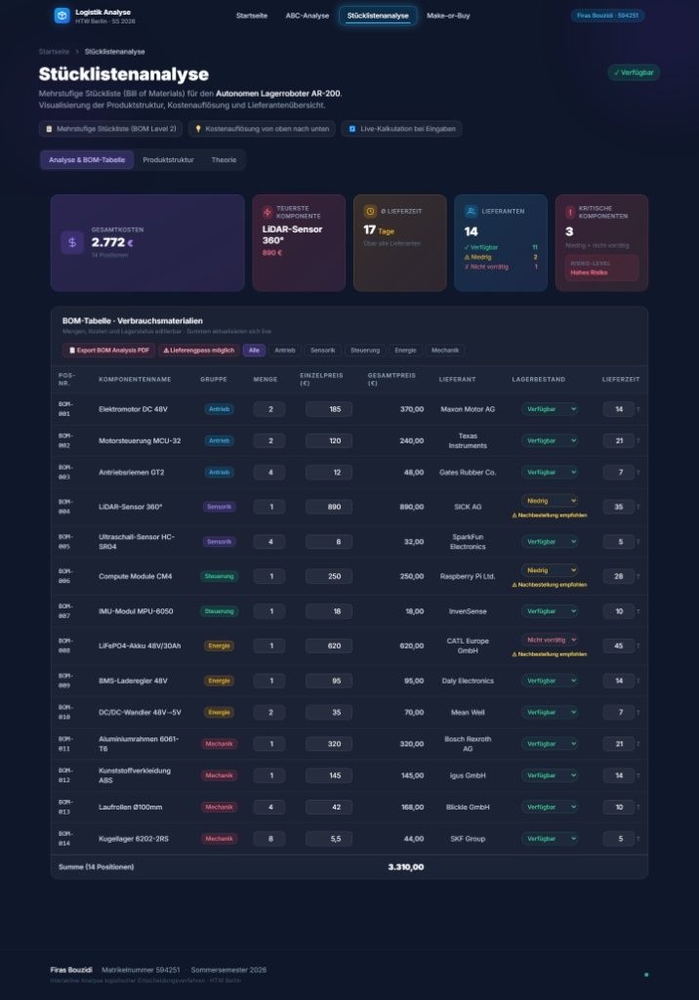 Logistik Analyse
HTW Berlin · SS 2026
Startseite ABC-Analyse Stücklistenanalyse Make-or-Buy
Firas Bouzidi · 594251
Startseite > Stücklistenanalyse
Stücklistenanalyse
✓ Verfügbar
Mehrstufige Stückliste (Bill of Materials) für den Autonomen Lagerroboter AR-200.
Visualisierung der Produktstruktur, Kostenauflösung und Lieferantenübersicht.
Mehrstufige Stückliste (BOM Level 2) Kostenauflösung von oben nach unten Live-Kalkulation bei Eingaben
Analyse & BOM-Tabelle Produktstruktur Theorie
GESAMTKOSTEN
2.772 €
14 Positionen
TEUERSTE
KOMPONENTE
LiDAR-Sensor
360°
890 €
Ø LIEFERZEIT
17 Tage
Über alle Lieferanten
LIEFERANTEN
14
✓ Verfügbar 11
⚠ Niedrig 2
✗ Nicht vorrätig 1
KRITISCHE
KOMPONENTEN
3
Niedrig + nicht vorrätig
RISIKO-LEVEL
Hohes Risiko
BOM-Tabelle · Verbrauchsmaterialien
Mengen, Kosten und Lagerstatus editierbar · Summen aktualisieren sich live
Export BOM Analysis PDF ⚠ Lieferengpass möglich Alle Antrieb Sensorik Steuerung Energie Mechanik
POS-
NR. KOMPONENTENNAME GRUPPE MENGE EINZELPREIS
(€) GESAMTPREIS
(€) LIEFERANT LAGERBESTAND LIEFERZEIT
BOM-
001 Elektromotor DC 48V Antrieb 2 185 370,00 Maxon Motor AG Verfügbar 14 T
BOM-
002 Motorsteuerung MCU-32 Antrieb 2 120 240,00 Texas
Instruments Verfügbar 21 T
BOM-
003 Antriebsriemen GT2 Antrieb 4 12 48,00 Gates Rubber Co. Verfügbar 7 T
BOM-
004 LiDAR-Sensor 360° Sensorik 1 890 890,00 SICK AG Niedrig 35 T
⚠ Nachbestellung empfohlen
BOM-
005 Ultraschall-Sensor HC-
SR04 Sensorik 4 8 32,00 SparkFun
Electronics Verfügbar 5 T
BOM-
006 Compute Module CM4 Steuerung 1 250 250,00 Raspberry Pi Ltd. Niedrig 28 T
⚠ Nachbestellung empfohlen
BOM-
007 IMU-Modul MPU-6050 Steuerung 1 18 18,00 InvenSense Verfügbar 10 T
BOM-
008 LiFePO4-Akku 48V/30Ah Energie 1 620 620,00 CATL Europe
GmbH Nicht vorrätig 45 T
⚠ Nachbestellung empfohlen
BOM-
009 BMS-Laderegler 48V Energie 1 95 95,00 Daly Electronics Verfügbar 14 T
BOM-
010 DC/DC-Wandler 48V→5V Energie 2 35 70,00 Mean Well Verfügbar 7 T
BOM-
011 Aluminiumrahmen 6061-
T6 Mechanik 1 320 320,00 Bosch Rexroth
AG Verfügbar 21 T
BOM-
012 Kunststoffverkleidung
ABS Mechanik 1 145 145,00 igus GmbH Verfügbar 14 T
BOM-
013 Laufrollen Ø100mm Mechanik 4 42 168,00 Blickle GmbH Verfügbar 10 T
BOM-
014 Kugellager 6202-2RS Mechanik 8 5,5 44,00 SKF Group Verfügbar 5 T
Summe (14 Positionen) 3.310,00
Firas Bouzidi · Matrikelnummer 594251 · Sommersemester 2026
Interaktive Analyse logistischer Entscheidungsverfahren · HTW Berlin